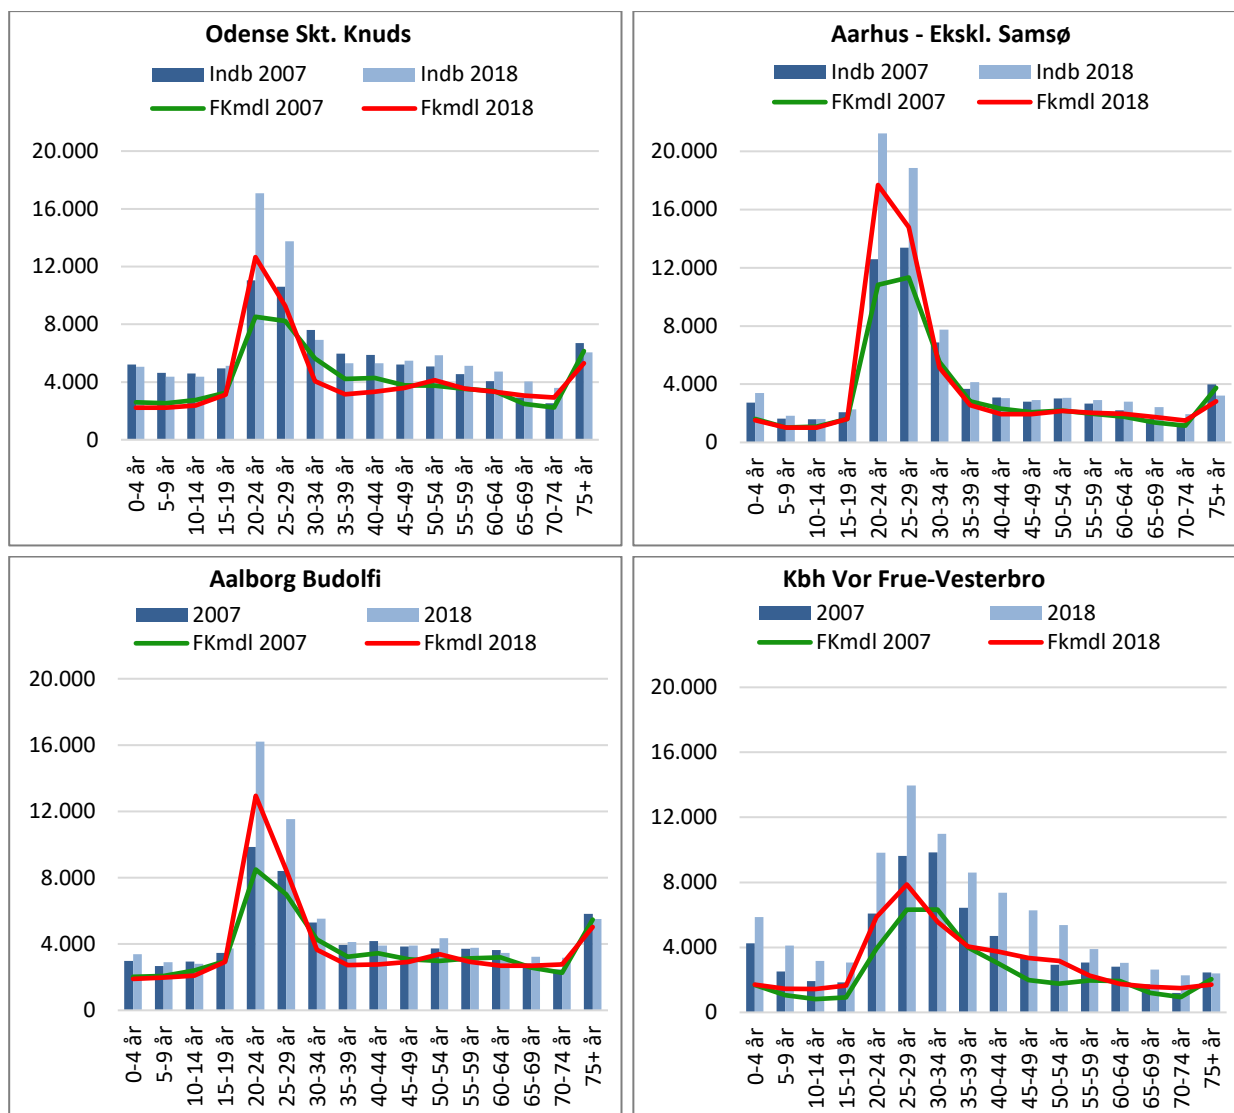 Odense Skt. Knuds
Indb 2007 Indb 2018
FKmdl 2007 Fkmdl 2018
20.000
16.000
12.000
8.000
4.000
0
0-4 år
5-9 år
10-14 år
15-19 år
20-24 år
25-29 år
30-34 år
35-39 år
40-44 år
45-49 år
50-54 år
55-59 år
60-64 år
65-69 år
70-74 år
75+ år
Aarhus - Ekskl. Samsø
Indb 2007 Indb 2018
FKmdl 2007 Fkmdl 2018
20.000
16.000
12.000
8.000
4.000
0
0-4 år
5-9 år
10-14 år
15-19 år
20-24 år
25-29 år
30-34 år
35-39 år
40-44 år
45-49 år
50-54 år
55-59 år
60-64 år
65-69 år
70-74 år
75+ år
Aalborg Budolfi
2007 2018
FKmdl 2007 Fkmdl 2018
20.000
16.000
12.000
8.000
4.000
0
0-4 år
5-9 år
10-14 år
15-19 år
20-24 år
25-29 år
30-34 år
35-39 år
40-44 år
45-49 år
50-54 år
55-59 år
60-64 år
65-69 år
70-74 år
75+ år
Kbh Vor Frue-Vesterbro
2007 2018
FKmdl 2007 Fkmdl 2018
20.000
16.000
12.000
8.000
4.000
0
0-4 år
5-9 år
10-14 år
15-19 år
20-24 år
25-29 år
30-34 år
35-39 år
40-44 år
45-49 år
50-54 år
55-59 år
60-64 år
65-69 år
70-74 år
75+ år